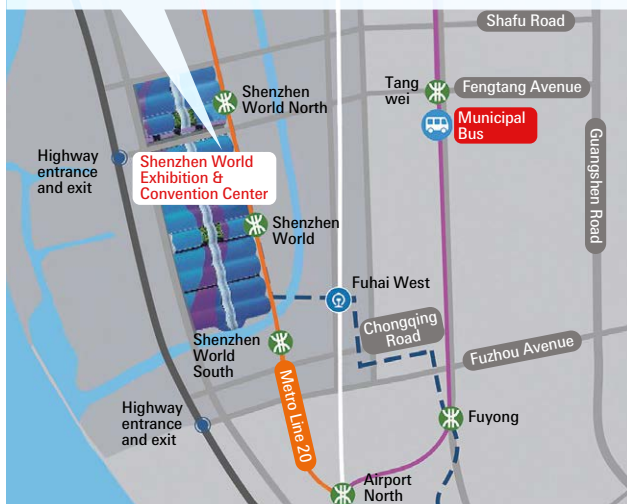 Shafu Road
Tang
wei
Fengtang Avenue
Shenzhen
World North
Municipal
Bus
Guangshen Road
Highway
entrance
and exit
Shenzhen World
Exhibition &
Convention Center
Shenzhen
World
Fuhai West
Chongqing
Road
Shenzhen
World
South
Fuzhou Avenue
Metro Line 20
Highway
entrance
and exit
Fuyong
Airport
North